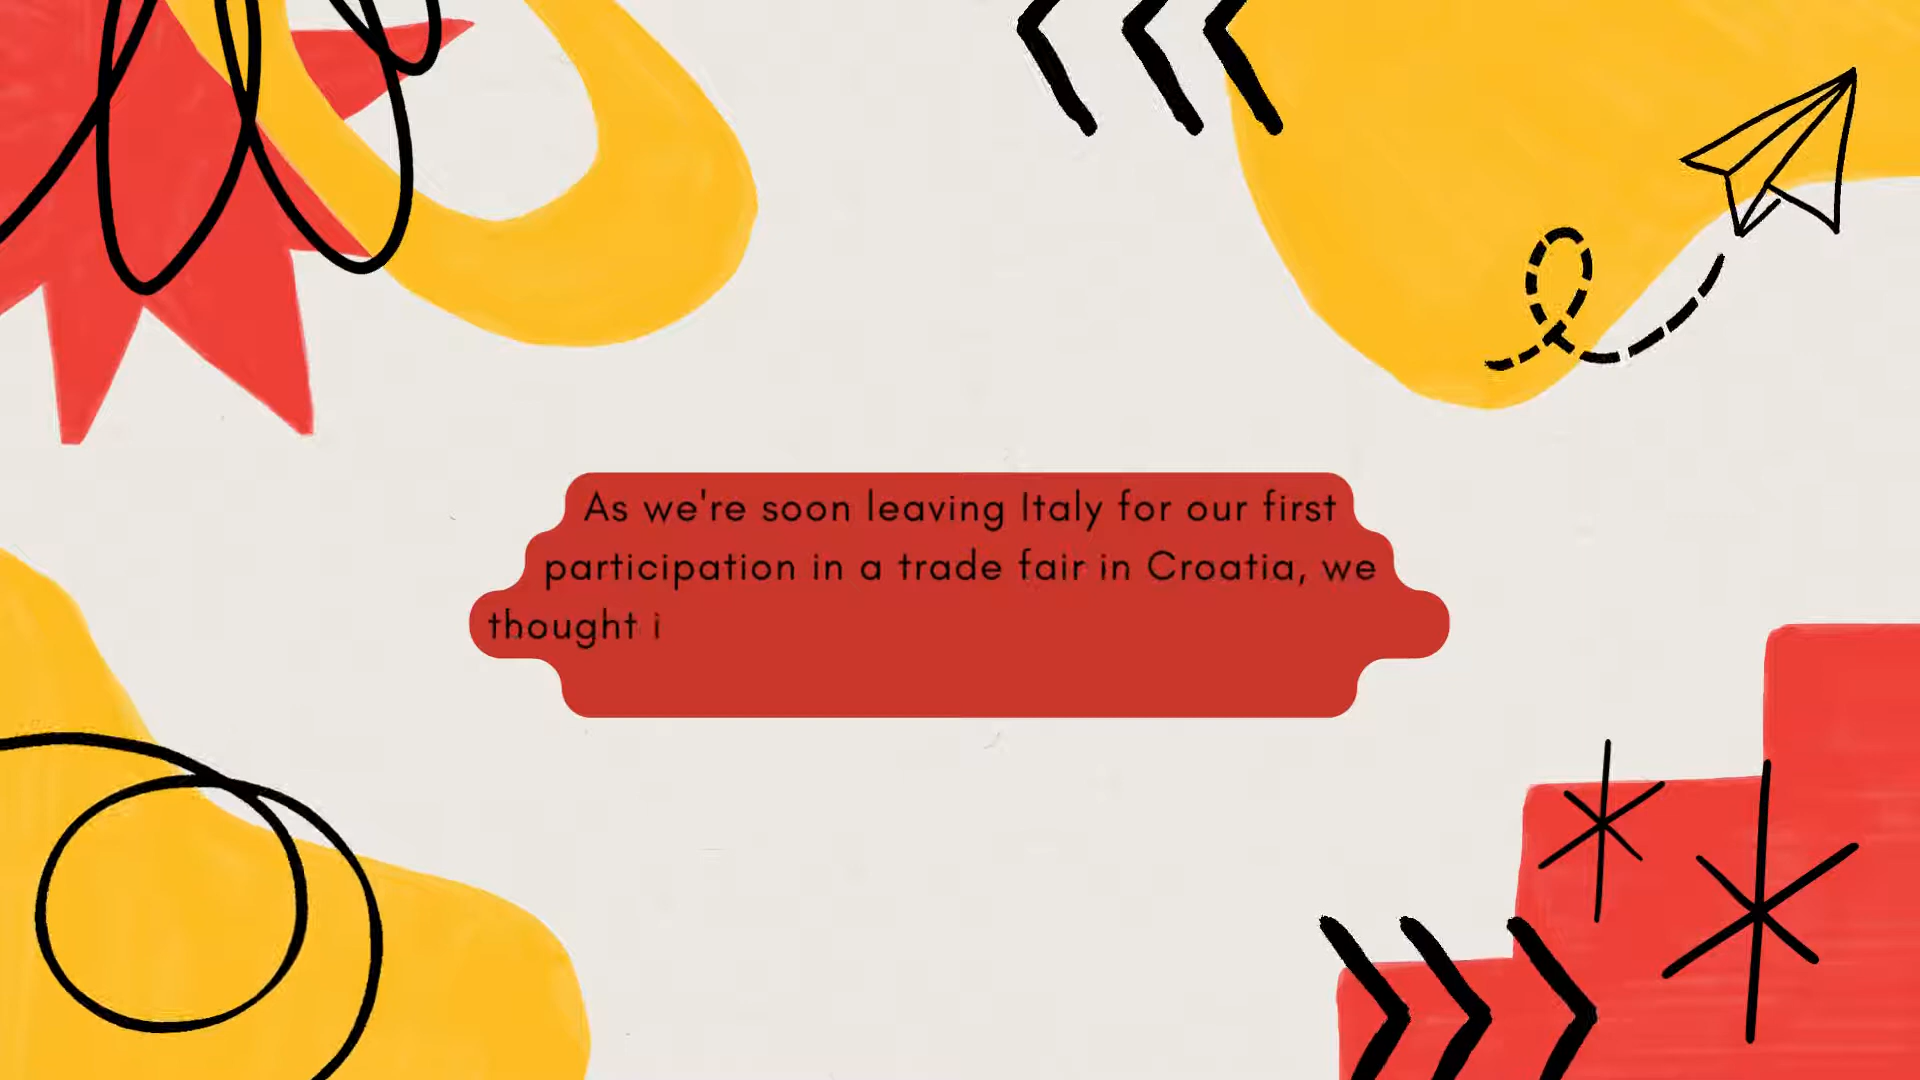 As we're soon leaving Italy for our first
participation in a trade fair in Croatia, we
thought i